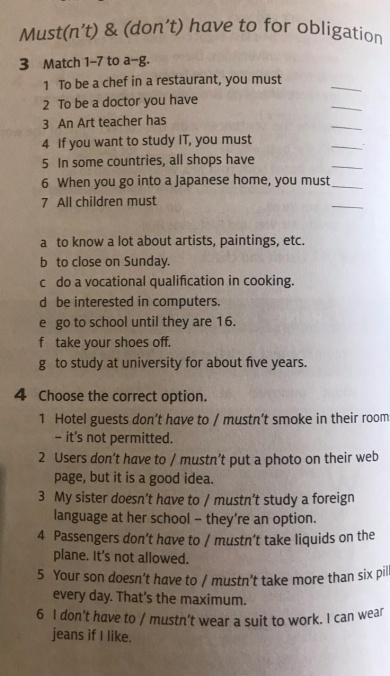 Must(n't) & (don't) have to for obligation
3 Match 1–7 to a–g.
1 To be a chef in a restaurant, you must ____
2 To be a doctor you have ____
3 An Art teacher has ____
4 If you want to study IT, you must ____
5 In some countries, all shops have ____
6 When you go into a Japanese home, you must ____
7 All children must ____
a to know a lot about artists, paintings, etc.
b to close on Sunday.
c do a vocational qualification in cooking.
d be interested in computers.
e go to school until they are 16.
f take your shoes off.
g to study at university for about five years.
4 Choose the correct option.
1 Hotel guests don't have to / mustn't smoke in their room
– it's not permitted.
2 Users don't have to / mustn't put a photo on their web
page, but it is a good idea.
3 My sister doesn't have to / mustn't study a foreign
language at her school – they're an option.
4 Passengers don't have to / mustn't take liquids on the
plane. It's not allowed.
5 Your son doesn't have to / mustn't take more than six pil
every day. That's the maximum.
6 I don't have to / mustn't wear a suit to work. I can wear
jeans if I like.